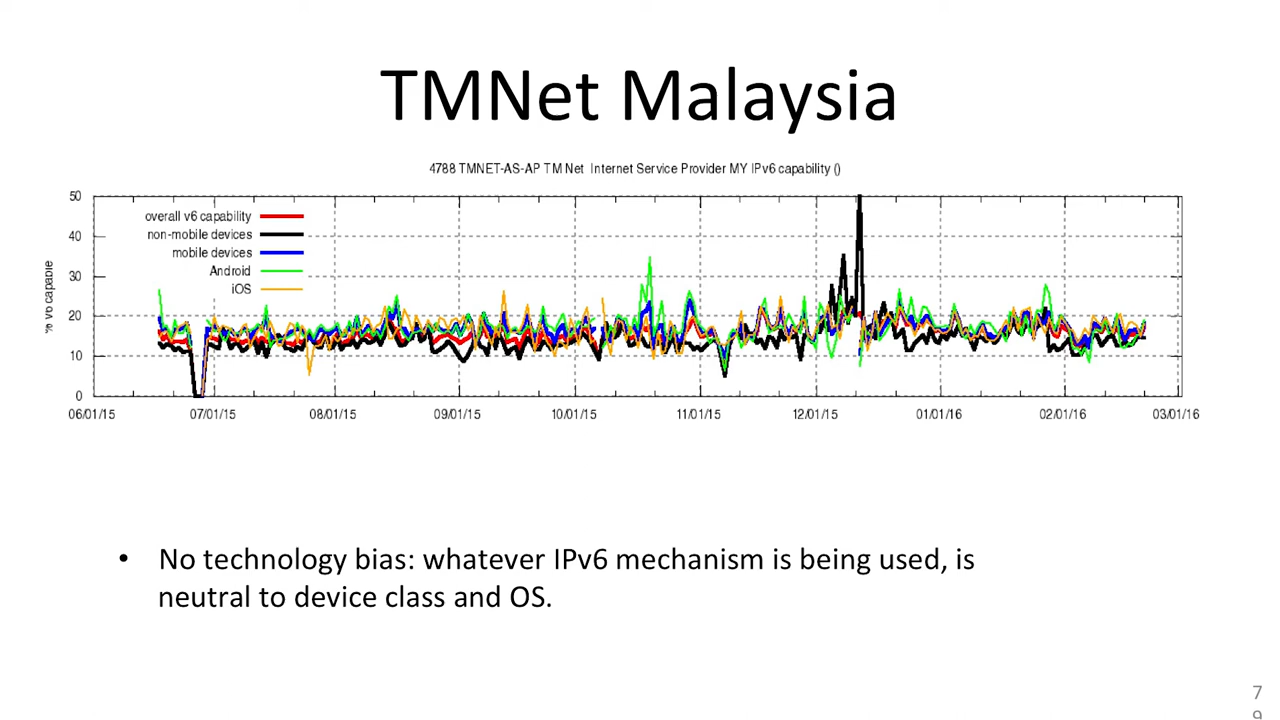 TMNet Malaysia
4788 TMNET-AS-AP TM Net Internet Service Provider MY IPv6 capability ()
50
40
30
20
10
0
% v6 capable
overall v6 capability
non-mobile devices
mobile devices
Android
iOS
06/01/15 07/01/15 08/01/15 09/01/15 10/01/15 11/01/15 12/01/15 01/01/16 02/01/16 03/01/16
• No technology bias: whatever IPv6 mechanism is being used, is
neutral to device class and OS.
7
9